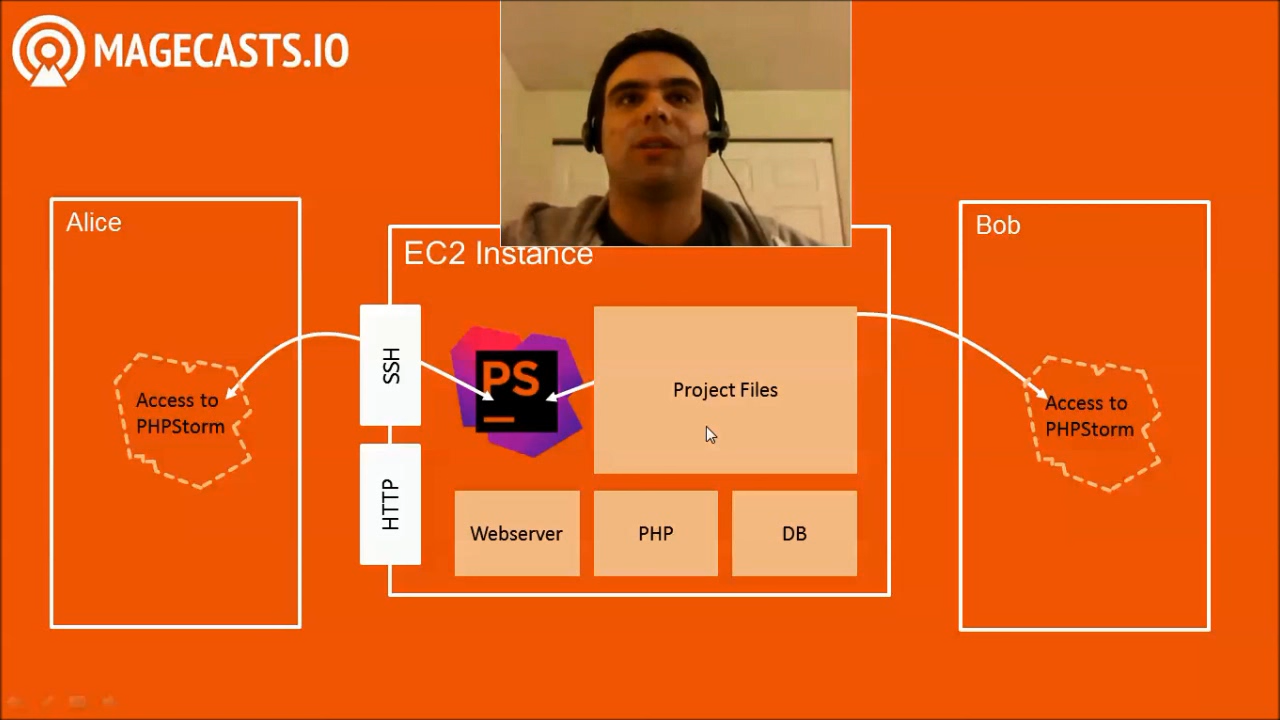 MAGECASTS.IO
Alice
EC2 Instance
Bob
SSH
PS
Project Files
Access to
PHPStorm
Access to
PHPStorm
HTTP
Webserver
PHP
DB